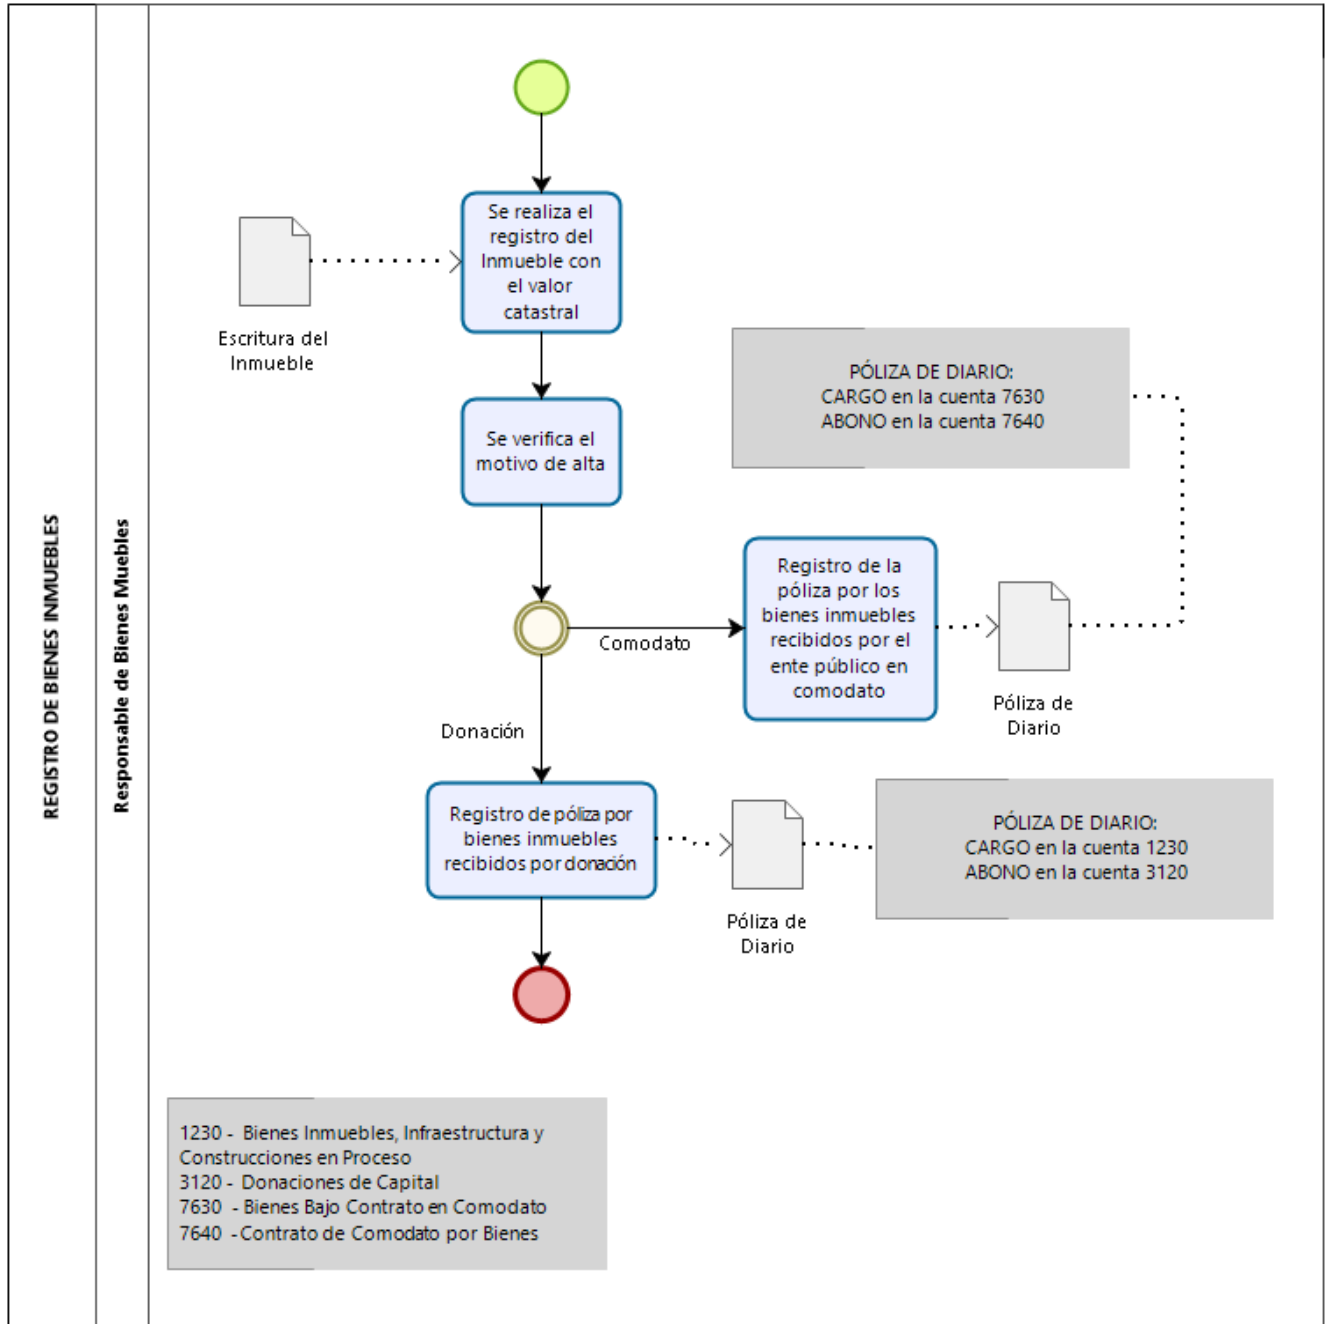 REGISTRO DE BIENES INMUEBLES
Responsable de Bienes Muebles
Se realiza el
registro del
Inmueble con
el valor
catastral
Escritura del
Inmueble
Se verifica el
motivo de alta
PÓLIZA DE DIARIO:
CARGO en la cuenta 7630
ABONO en la cuenta 7640
Comodato
Registro de la
póliza por los
bienes inmuebles
recibidos por el
ente público en
comodato
Póliza de
Diario
Donación
Registro de póliza por
bienes inmuebles
recibidos por donación
Póliza de
Diario
PÓLIZA DE DIARIO:
CARGO en la cuenta 1230
ABONO en la cuenta 3120
1230 - Bienes Inmuebles, Infraestructura y
Construcciones en Proceso
3120 - Donaciones de Capital
7630 - Bienes Bajo Contrato en Comodato
7640 - Contrato de Comodato por Bienes